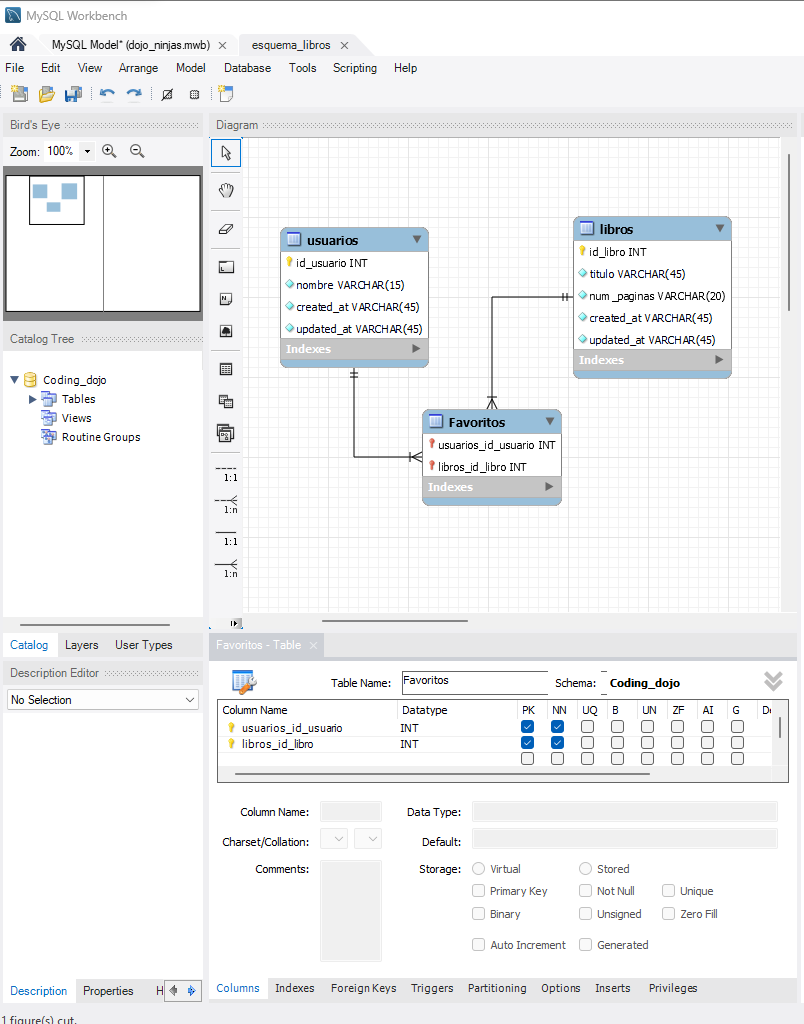 MySQL Workbench
MySQL Model* (dojo_ninjas.mwb) ×
esquema_libros ×
File Edit View Arrange Model Database Tools Scripting Help
Bird's Eye
Zoom: 100%
Catalog Tree
Coding_dojo
Tables
Views
Routine Groups
Catalog Layers User Types
Description Editor
No Selection
Description Properties H
Diagram
1:1
1:n
1:1
1:n
usuarios
id_usuario INT
nombre VARCHAR(15)
created_at VARCHAR(45)
updated_at VARCHAR(45)
Indexes
libros
id_libro INT
titulo VARCHAR(45)
num_paginas VARCHAR(20)
created_at VARCHAR(45)
updated_at VARCHAR(45)
Indexes
Favoritos
usuarios_id_usuario INT
libros_id_libro INT
Indexes
Favoritos - Table ×
Table Name: Favoritos Schema: Coding_dojo
Column Name Datatype PK NN UQ B UN ZF AI G
usuarios_id_usuario INT
libros_id_libro INT
Column Name: Data Type:
Charset/Collation: Default:
Comments: Storage: Virtual Stored
Primary Key Not Null Unique
Binary Unsigned Zero Fill
Auto Increment Generated
Columns Indexes Foreign Keys Triggers Partitioning Options Inserts Privileges
1 figure(s) cut.